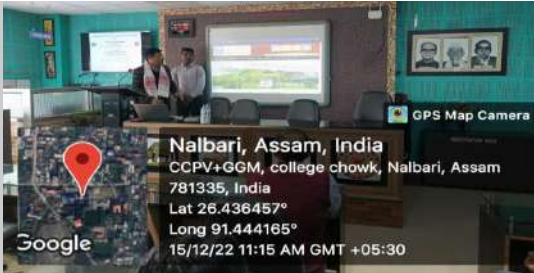 GPS Map Camera
Nalbari, Assam, India
CCPV+GGM, college chowk, Nalbari, Assam
781335, India
Lat 26.436457°
Long 91.444165°
15/12/22 11:15 AM GMT +05:30
Google